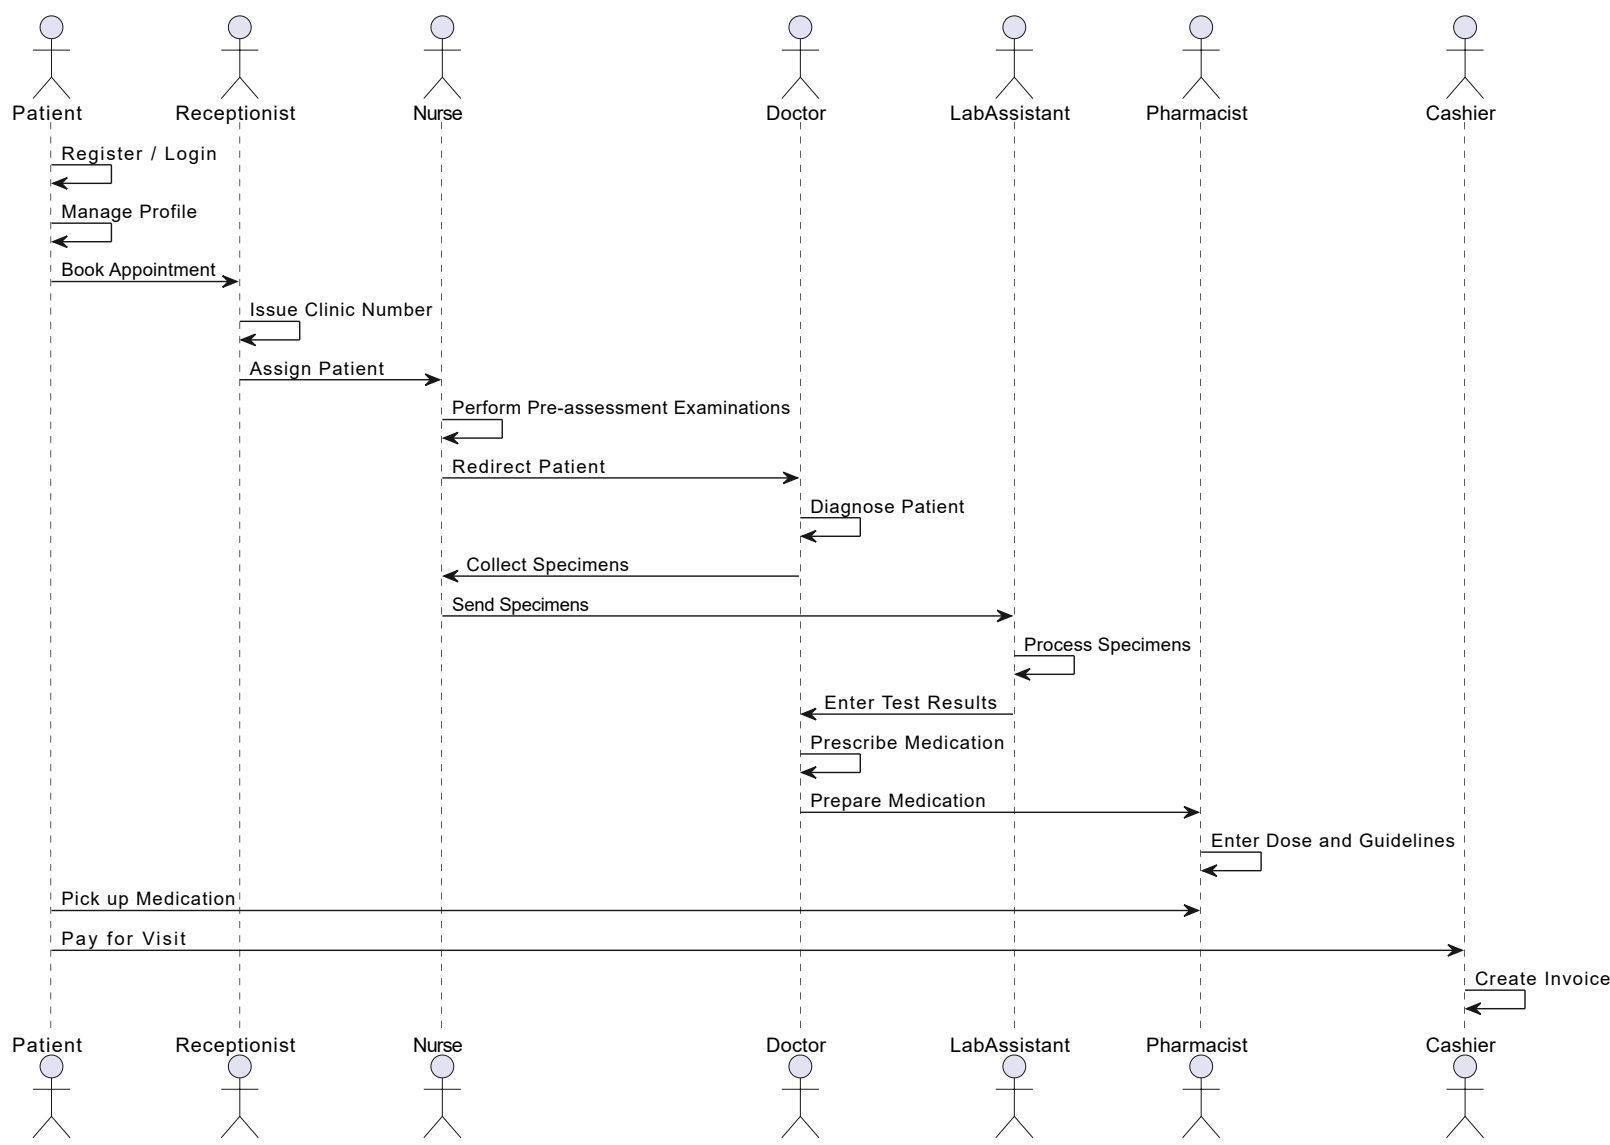 Patient Receptionist Nurse Doctor LabAssistant Pharmacist Cashier
Register / Login
Manage Profile
Book Appointment
Issue Clinic Number
Assign Patient
Perform Pre-assessment Examinations
Redirect Patient
Diagnose Patient
Collect Specimens
Send Specimens
Process Specimens
Enter Test Results
Prescribe Medication
Prepare Medication
Enter Dose and Guidelines
Pick up Medication
Pay for Visit
Create Invoice
Patient Receptionist Nurse Doctor LabAssistant Pharmacist Cashier